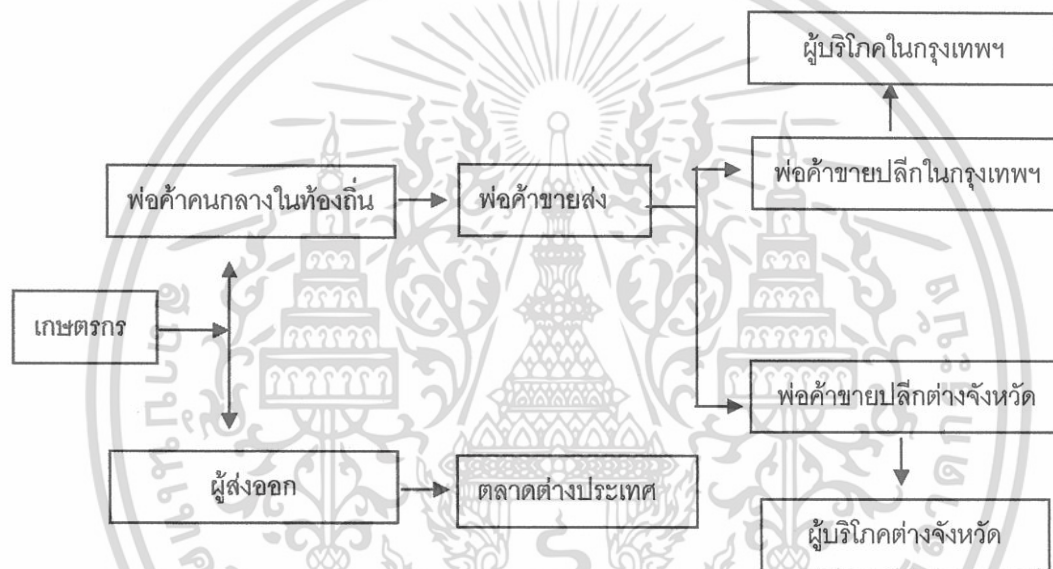 ผู้บริโภคในกรุงเทพฯ
พ่อค้าคนกลางในท้องถิ่น
พ่อค้าขายส่ง
พ่อค้าขายปลีกในกรุงเทพฯ
เกษตรกร
พ่อค้าขายปลีกต่างจังหวัด
ผู้ส่งออก
ตลาดต่างประเทศ
ผู้บริโภคต่างจังหวัด